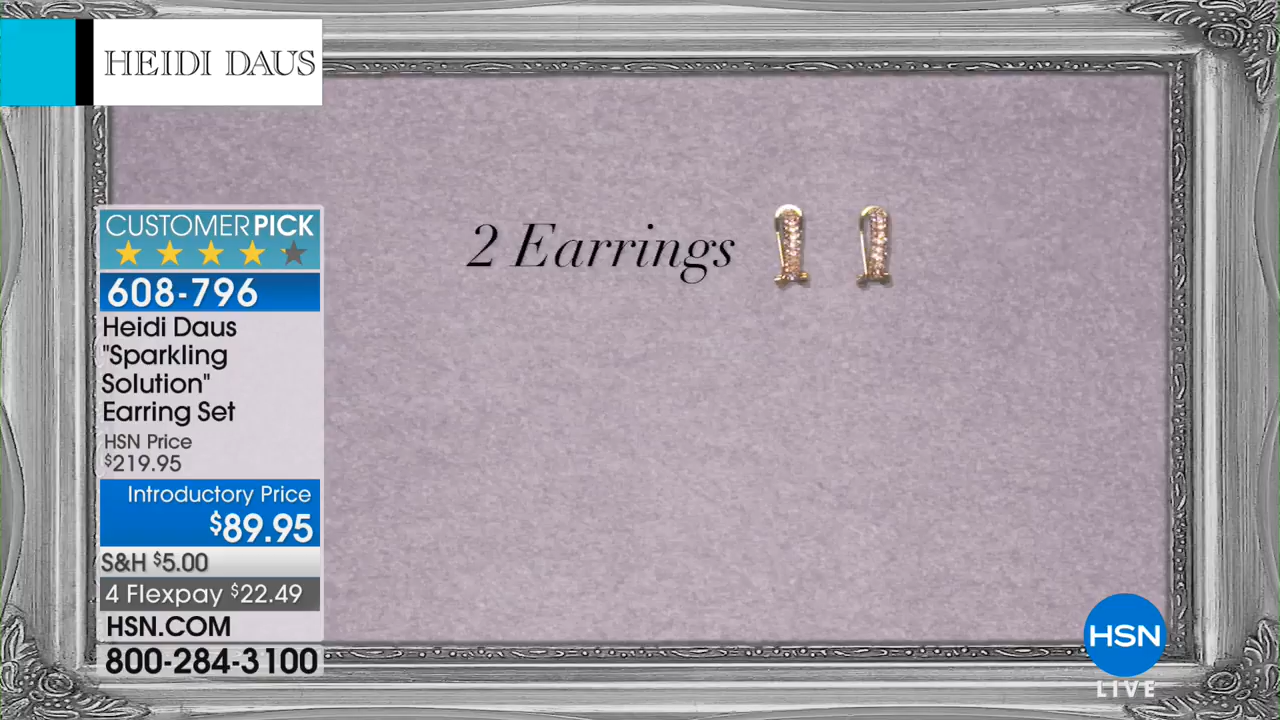 HEIDI DAUS
CUSTOMER PICK
608-796
Heidi Daus
"Sparkling
Solution"
Earring Set
HSN Price
$219.95
Introductory Price
$89.95
S&H $5.00
4 Flexpay $22.49
HSN.COM
800-284-3100
2 Earrings
HSN
LIVE